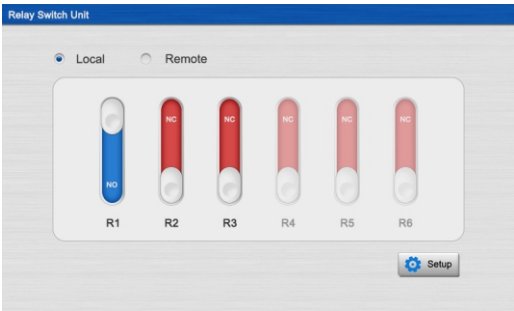 Relay Switch Unit
Local Remote
NC NC NC NC NC
NO
R1 R2 R3 R4 R5 R6
Setup